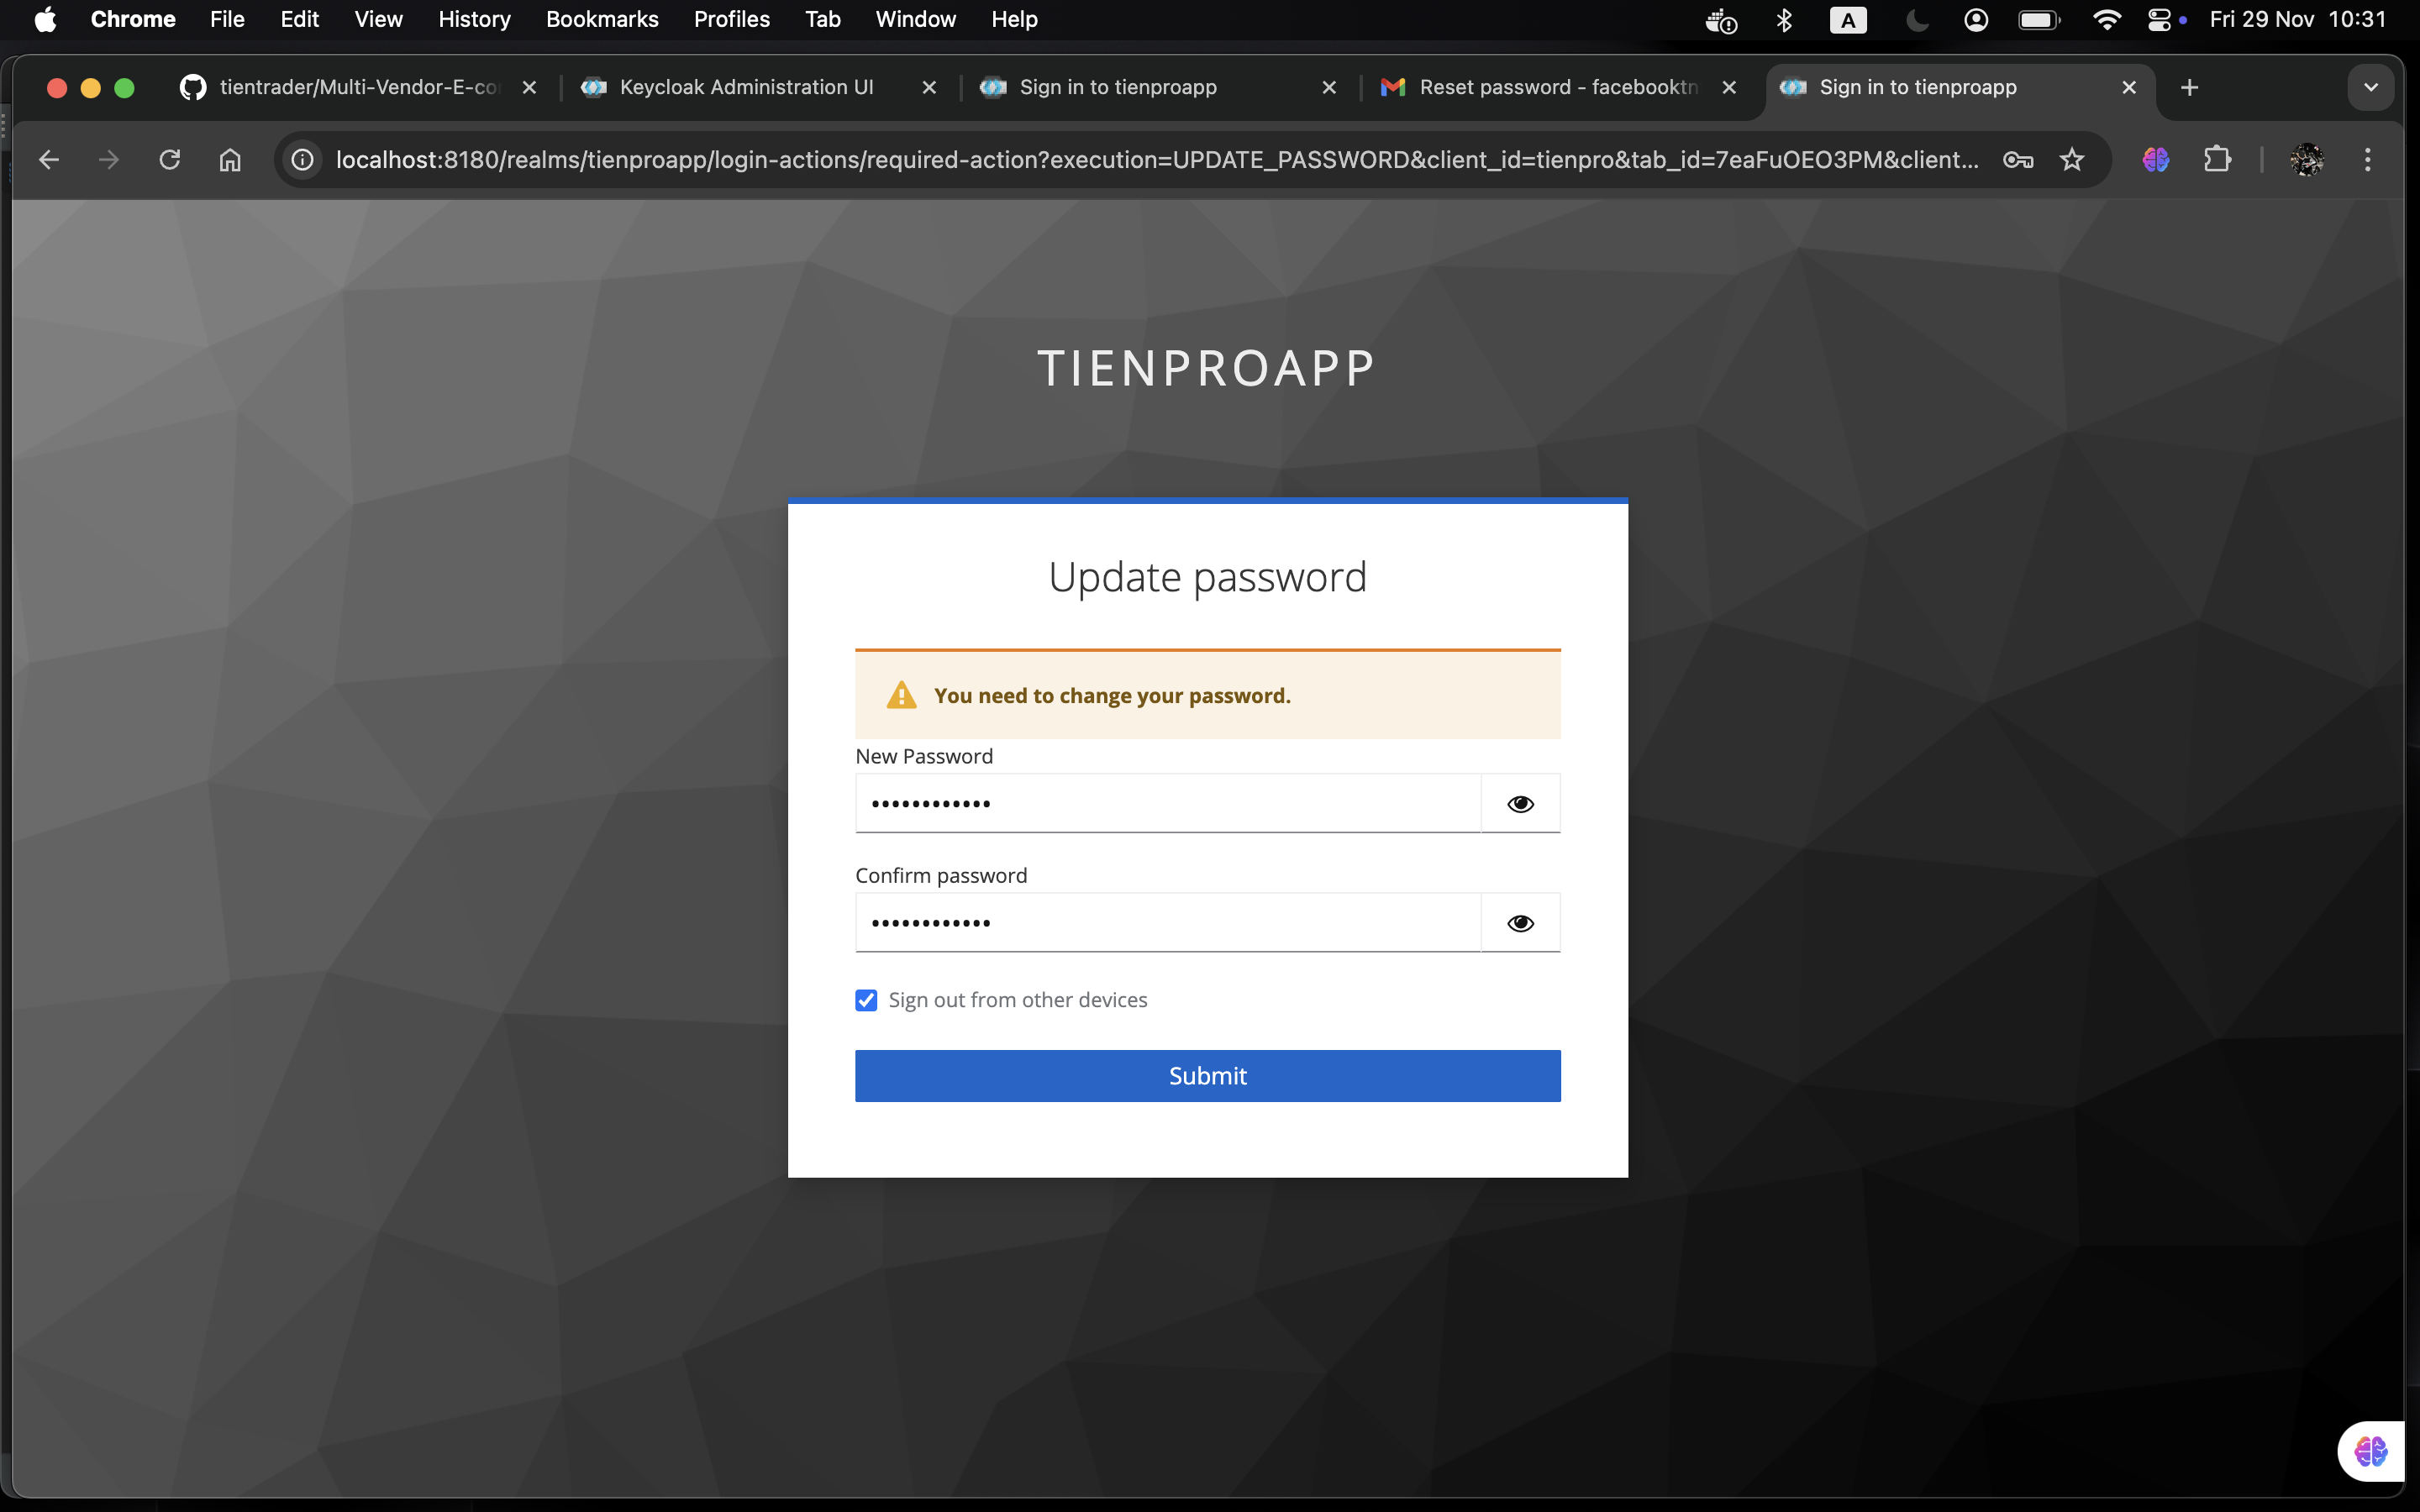 Chrome File Edit View History Bookmarks Profiles Tab Window Help A Fri 29 Nov 10:31
tientrader/Multi-Vendor-E-co Keycloak Administration UI Sign in to tienproapp Reset password - facebooktn Sign in to tienproapp
localhost:8180/realms/tienproapp/login-actions/required-action?execution=UPDATE_PASSWORD&client_id=tienpro&tab_id=7eaFuOEO3PM&client...
TIENPROAPP
Update password
You need to change your password.
New Password
Confirm password
Sign out from other devices
Submit